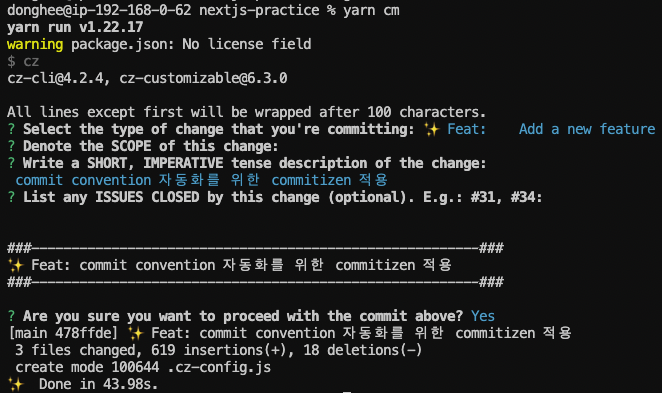 donghee@ip-192-168-0-62 nextjs-practice % yarn cm
yarn run v1.22.17
warning package.json: No license field
$ cz
cz-cli@4.2.4, cz-customizable@6.3.0
All lines except first will be wrapped after 100 characters.
? Select the type of change that you're committing: ✨ Feat:    Add a new feature
? Denote the SCOPE of this change:
? Write a SHORT, IMPERATIVE tense description of the change:
commit convention 자동화를 위한 commitizen 적용
? List any ISSUES CLOSED by this change (optional). E.g.: #31, #34:
###--------------------------------------------------------###
✨ Feat: commit convention 자동화를 위한 commitizen 적용
###--------------------------------------------------------###
? Are you sure you want to proceed with the commit above? Yes
[main 478ffde] ✨ Feat: commit convention 자동화를 위한 commitizen 적용
3 files changed, 619 insertions(+), 18 deletions(-)
create mode 100644 .cz-config.js
✨  Done in 43.98s.